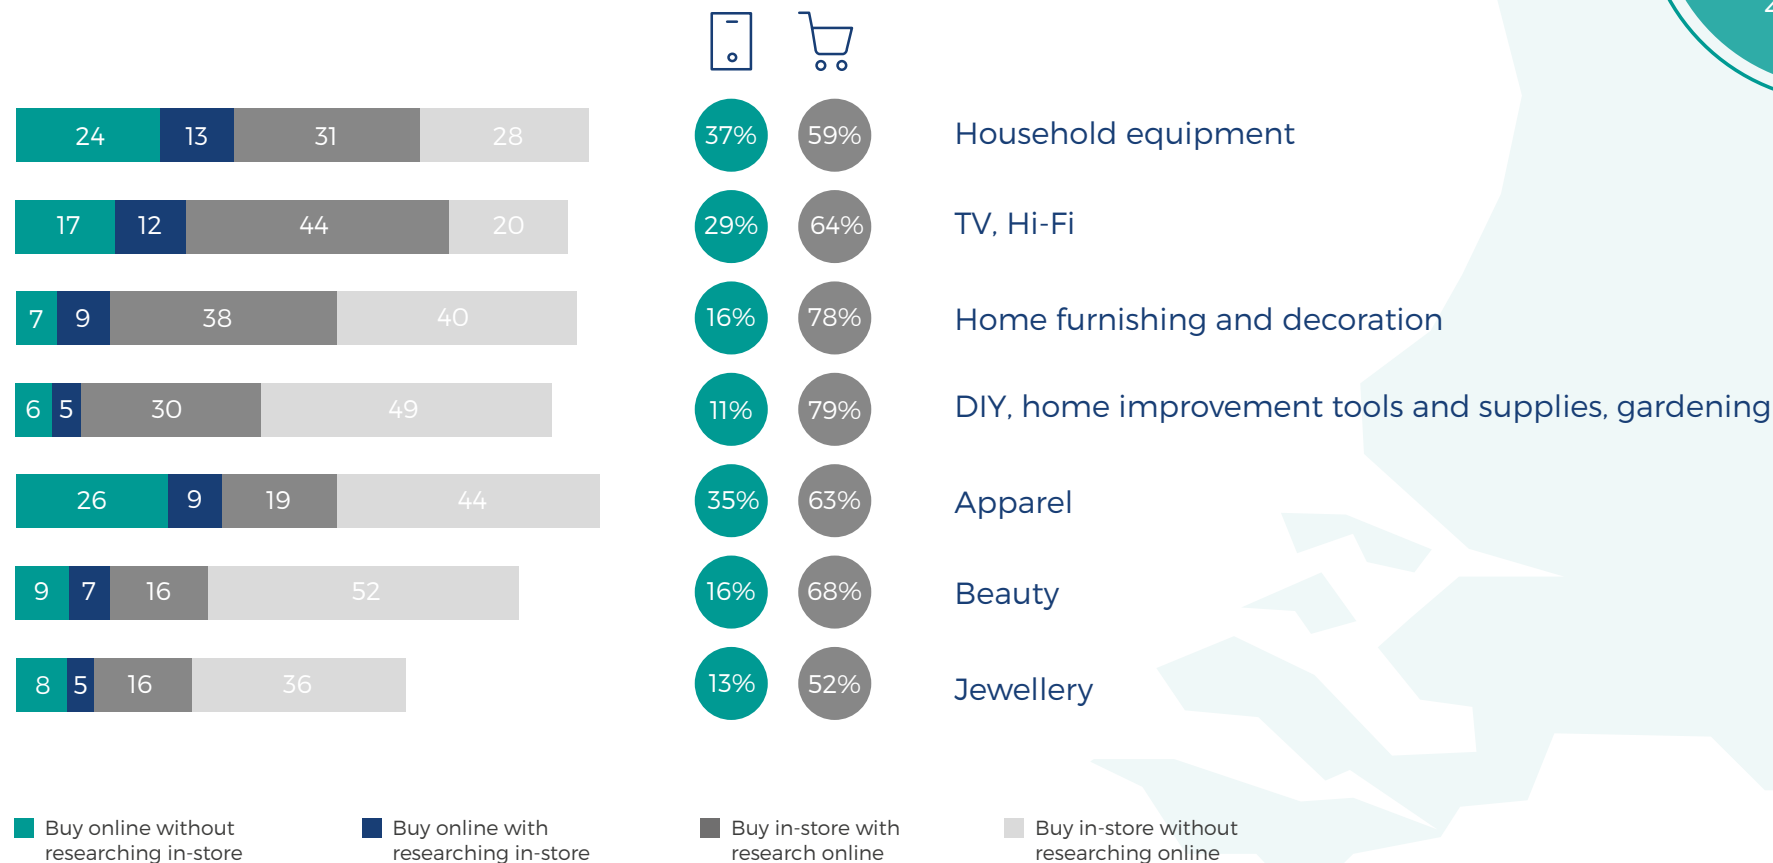 24 13 31 28 37% 59% Household equipment
17 12 44 20 29% 64% TV, Hi-Fi
7 9 38 40 16% 78% Home furnishing and decoration
6 5 30 49 11% 79% DIY, home improvement tools and supplies, gardening
26 9 19 44 35% 63% Apparel
9 7 16 52 16% 68% Beauty
8 5 16 36 13% 52% Jewellery
Buy online without
researching in-store
Buy online with
researching in-store
Buy in-store with
research online
Buy in-store without
researching online